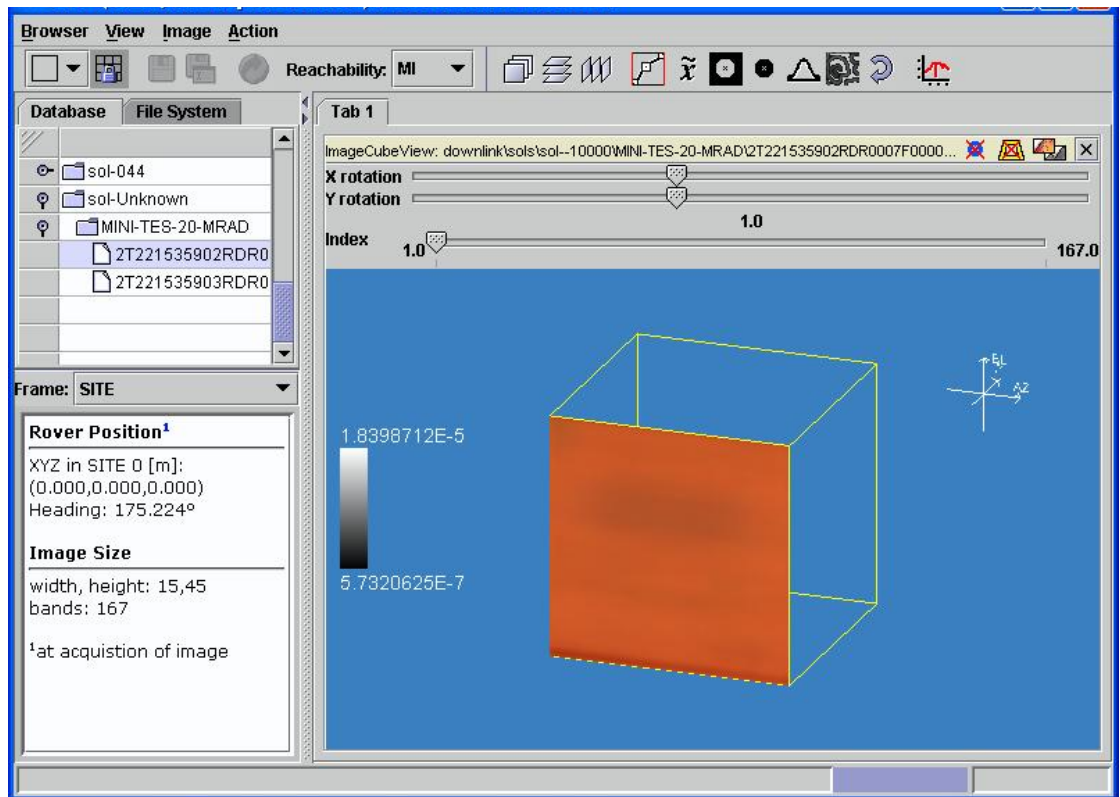 Browser View Image Action
Reachability: MI
Database File System
sol-044
sol-Unknown
MINI-TES-20-MRAD
2T221535902RDR0
2T221535903RDR0
Frame: SITE
Rover Position¹
XYZ in SITE 0 [m]:
(0.000,0.000,0.000)
Heading: 175.224º
Image Size
width, height: 15,45
bands: 167
¹at acquistion of image
Tab 1
ImageCubeView: downlink\sols\sol--10000\MINI-TES-20-MRAD\2T221535902RDR0007F0000...
X rotation
Y rotation
1.0
Index 1.0 167.0
1.8398712E-5
5.7320625E-7
EL
AZ